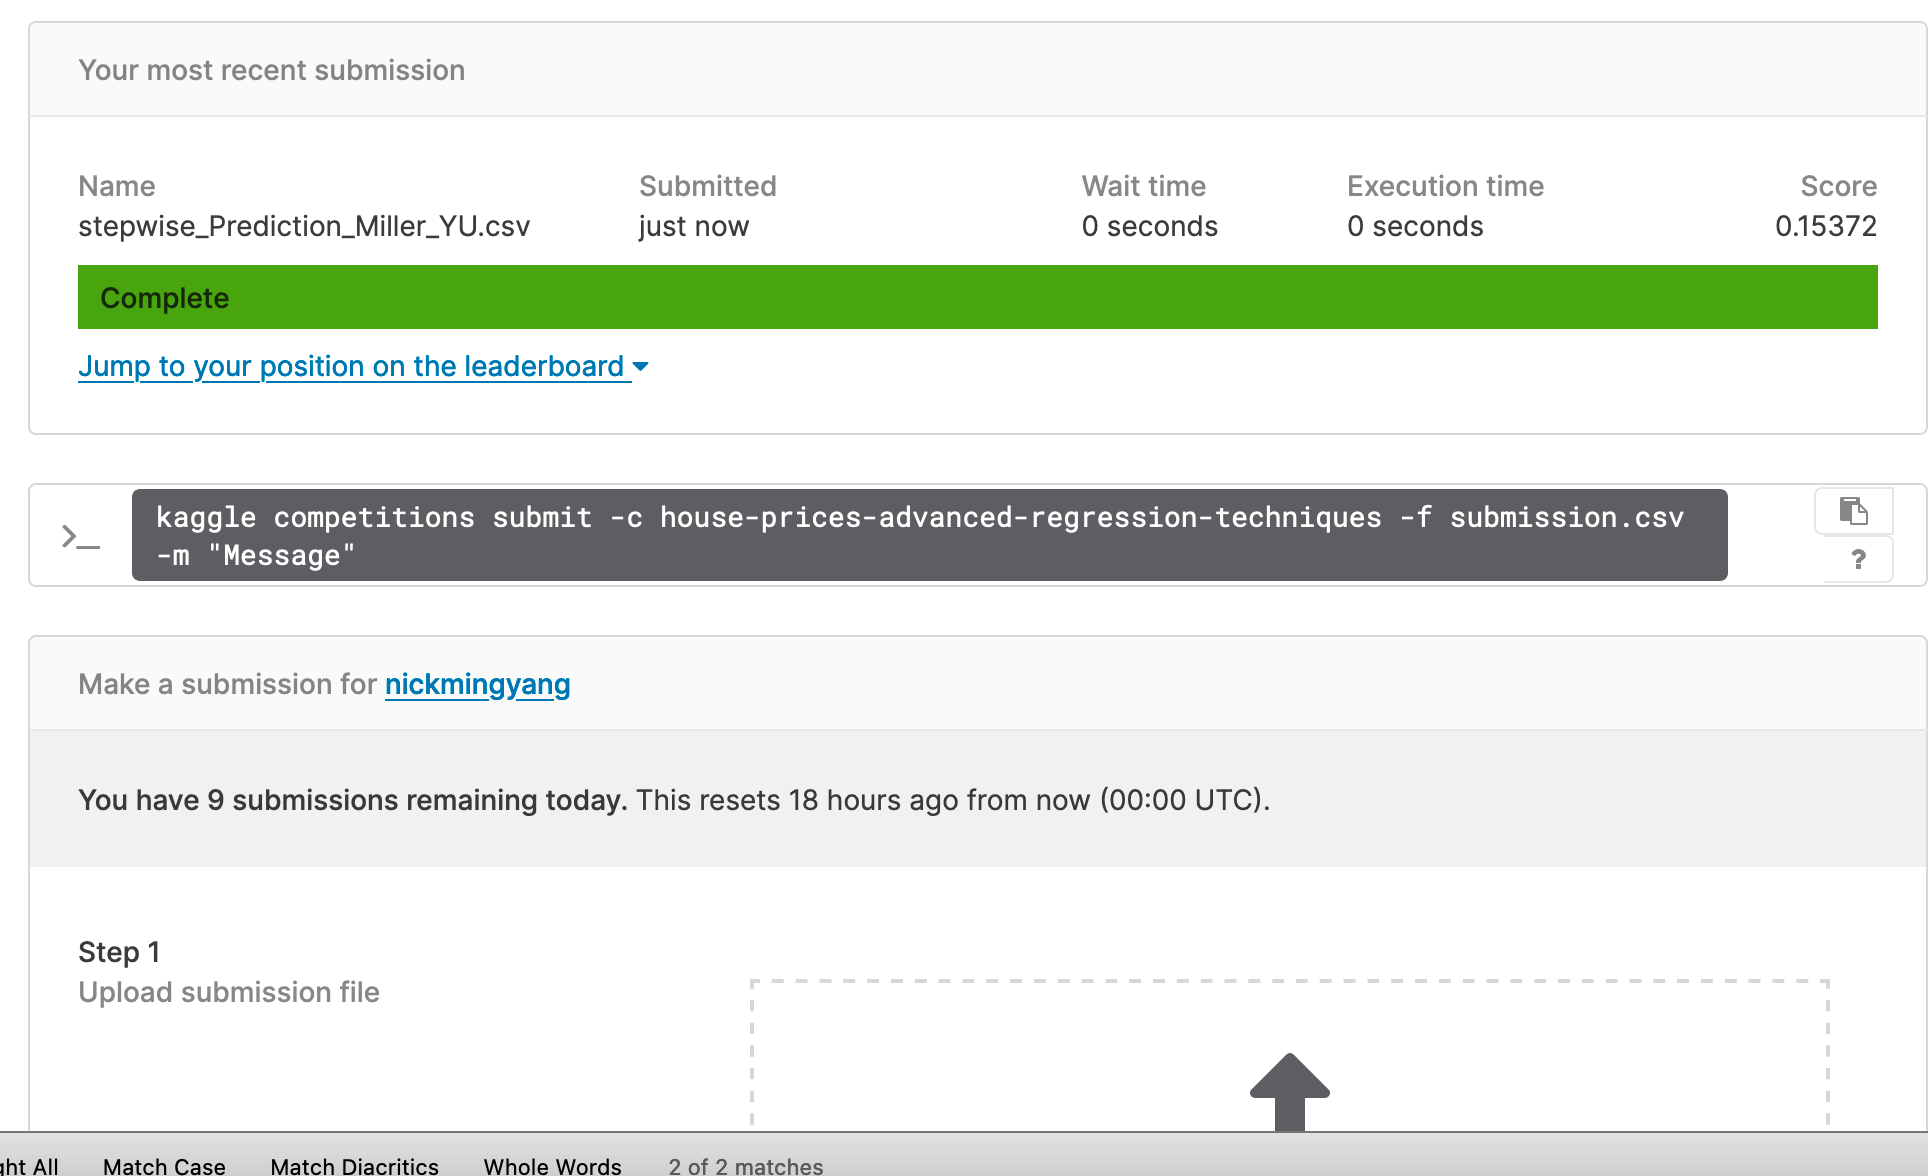 Your most recent submission
Name Submitted Wait time Execution time Score
stepwise_Prediction_Miller_YU.csv just now 0 seconds 0 seconds 0.15372
Complete
Jump to your position on the leaderboard
>_ kaggle competitions submit -c house-prices-advanced-regression-techniques -f submission.csv
-m "Message"
?
Make a submission for nickmingyang
You have 9 submissions remaining today. This resets 18 hours ago from now (00:00 UTC).
Step 1
Upload submission file
ght All Match Case Match Diacritics Whole Words 2 of 2 matches